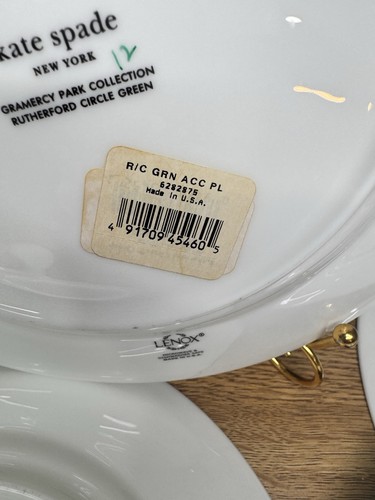 kate spade
NEW YORK
12
GRAMERCY PARK COLLECTION
RUTHERFORD CIRCLE GREEN
R/C GRN ACC PL
6282875
Made in U.S.A.
4 91709 45460 5
LENOX®